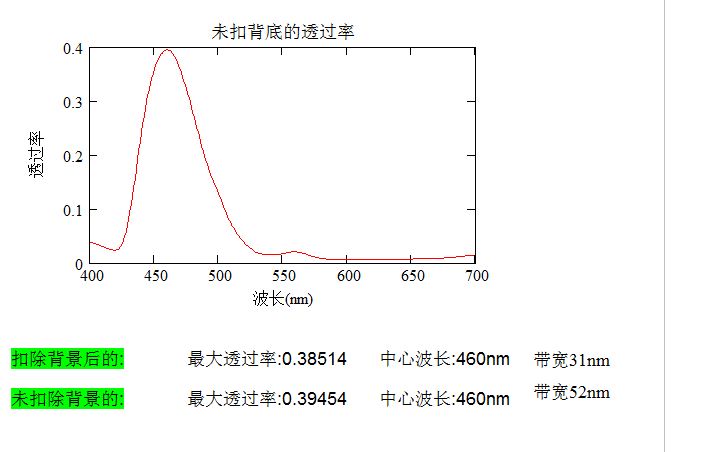 未扣背底的透过率
0.4
0.3
0.2
0.1
0
透过率
400 450 500 550 600 650 700
波长(nm)
扣除背景后的: 最大透过率:0.38514 中心波长:460nm 带宽31nm
未扣除背景的: 最大透过率:0.39454 中心波长:460nm 带宽52nm